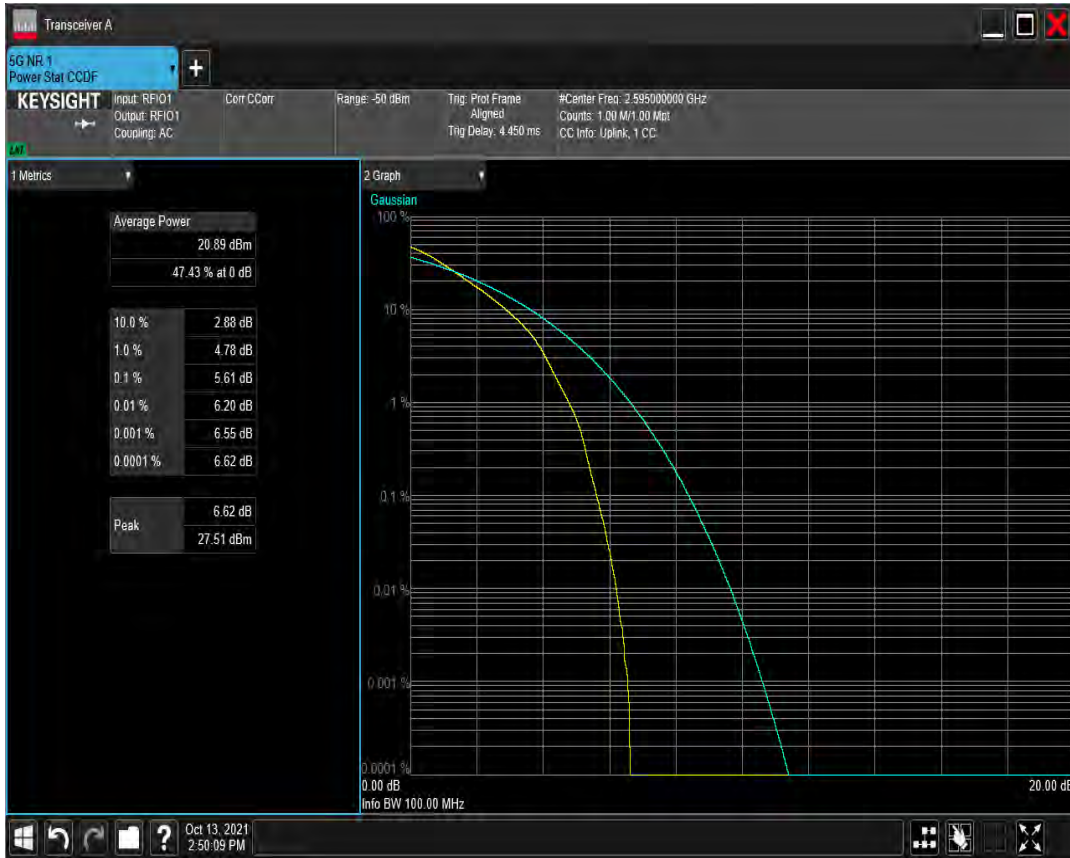 Transceiver A
5G NR 1
Power Stat CCDF
+
KEYSIGHT
Input: RFIO1
Output: RFIO1
Coupling: AC
Corr CCorr
Range: -50 dBm
Trig: Prot Frame
Aligned
Trig Delay: 4.450 ms
#Center Freq: 2.595000000 GHz
Counts: 1.00 M/1.00 Mpt
CC Info: Uplink, 1 CC
1 Metrics
Average Power
20.89 dBm
47.43 % at 0 dB
10.0 % 2.88 dB
1.0 % 4.78 dB
0.1 % 5.61 dB
0.01 % 6.20 dB
0.001 % 6.55 dB
0.0001 % 6.62 dB
Peak
6.62 dB
27.51 dBm
2 Graph
Gaussian
100 %
10 %
1 %
0.1 %
0.01 %
0.001 %
0.0001 %
0.00 dB
20.00 dB
Info BW 100.00 MHz
?
Oct 13, 2021
2:50:09 PM